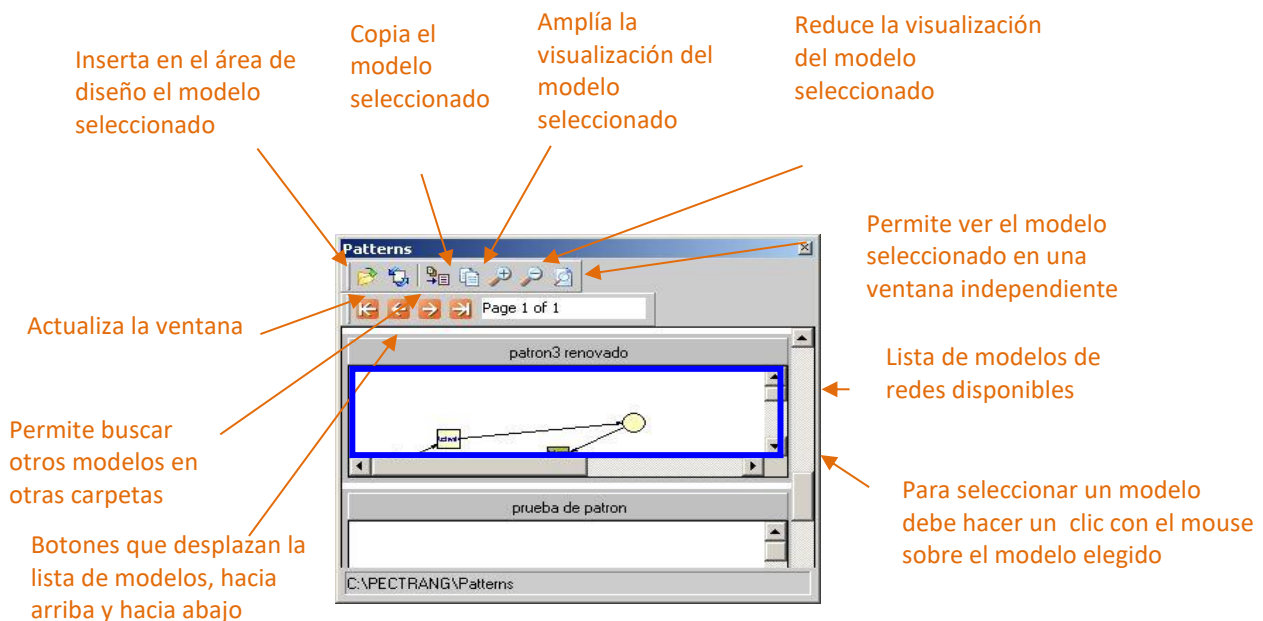 Inserta en el área de
diseño el modelo
seleccionado
Copia el
modelo
seleccionado
Amplía la
visualización del
modelo
seleccionado
Reduce la visualización
del modelo
seleccionado
Permite ver el modelo
seleccionado en una
ventana independiente
Actualiza la ventana
Lista de modelos de
redes disponibles
Permite buscar
otros modelos en
otras carpetas
Para seleccionar un modelo
debe hacer un  clic con el mouse
sobre el modelo elegido
Botones que desplazan la
lista de modelos, hacia
arriba y hacia abajo
Patterns
Page 1 of 1
patron3 renovado
prueba de patron
C:\PECTRANG\Patterns